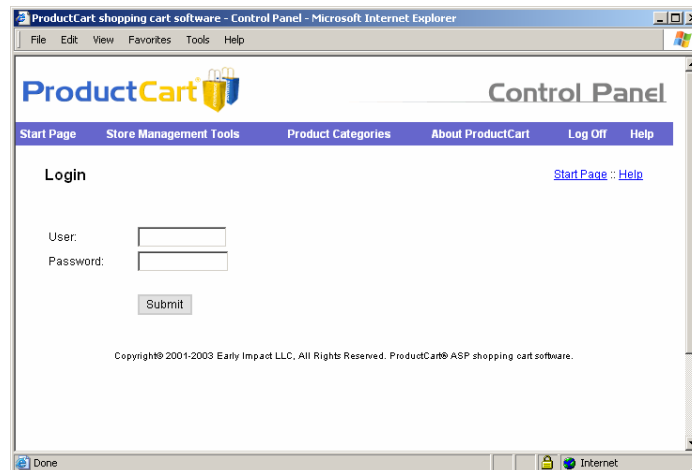 ProductCart shopping cart software - Control Panel - Microsoft Internet Explorer
File Edit View Favorites Tools Help
ProductCart Control Panel
Start Page Store Management Tools Product Categories About ProductCart Log Off Help
Login Start Page :: Help
User:
Password:
Submit
Copyright© 2001-2003 Early Impact LLC, All Rights Reserved. ProductCart® ASP shopping cart software.
Done Internet